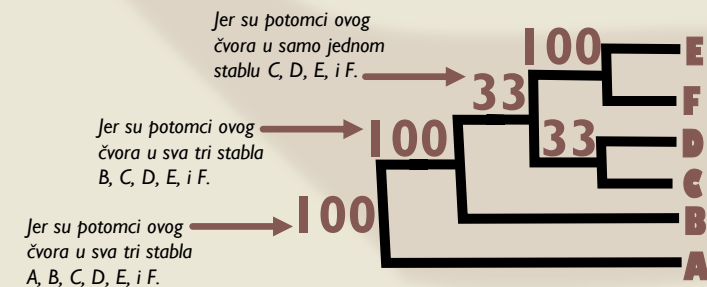 Jer su potomci ovog
čvora u samo jednom
stablu C, D, E, i F.
100
E
33
F
Jer su potomci ovog
čvora u sva tri stabla
B, C, D, E, i F.
100
33
D
C
Jer su potomci ovog
čvora u sva tri stabla
A, B, C, D, E, i F.
100
B
A